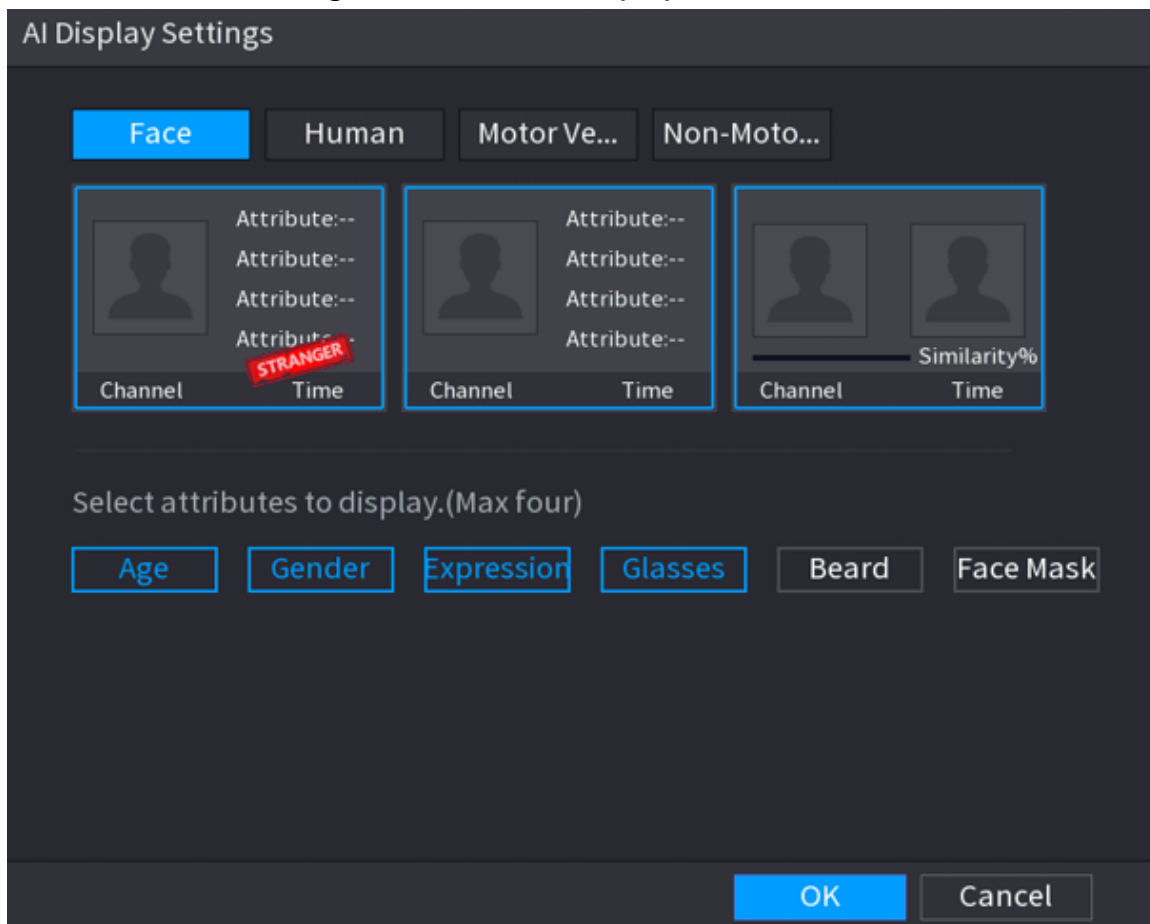 AI Display Settings
Face Human Motor Ve... Non-Moto...
Attribute:-- Attribute:--
Attribute:-- Attribute:--
Attribute:-- Attribute:--
Attribute:-- Attribute:--
STRANGER Similarity%
Channel Time Channel Time Channel Time
Select attributes to display.(Max four)
Age Gender Expression Glasses Beard Face Mask
OK Cancel